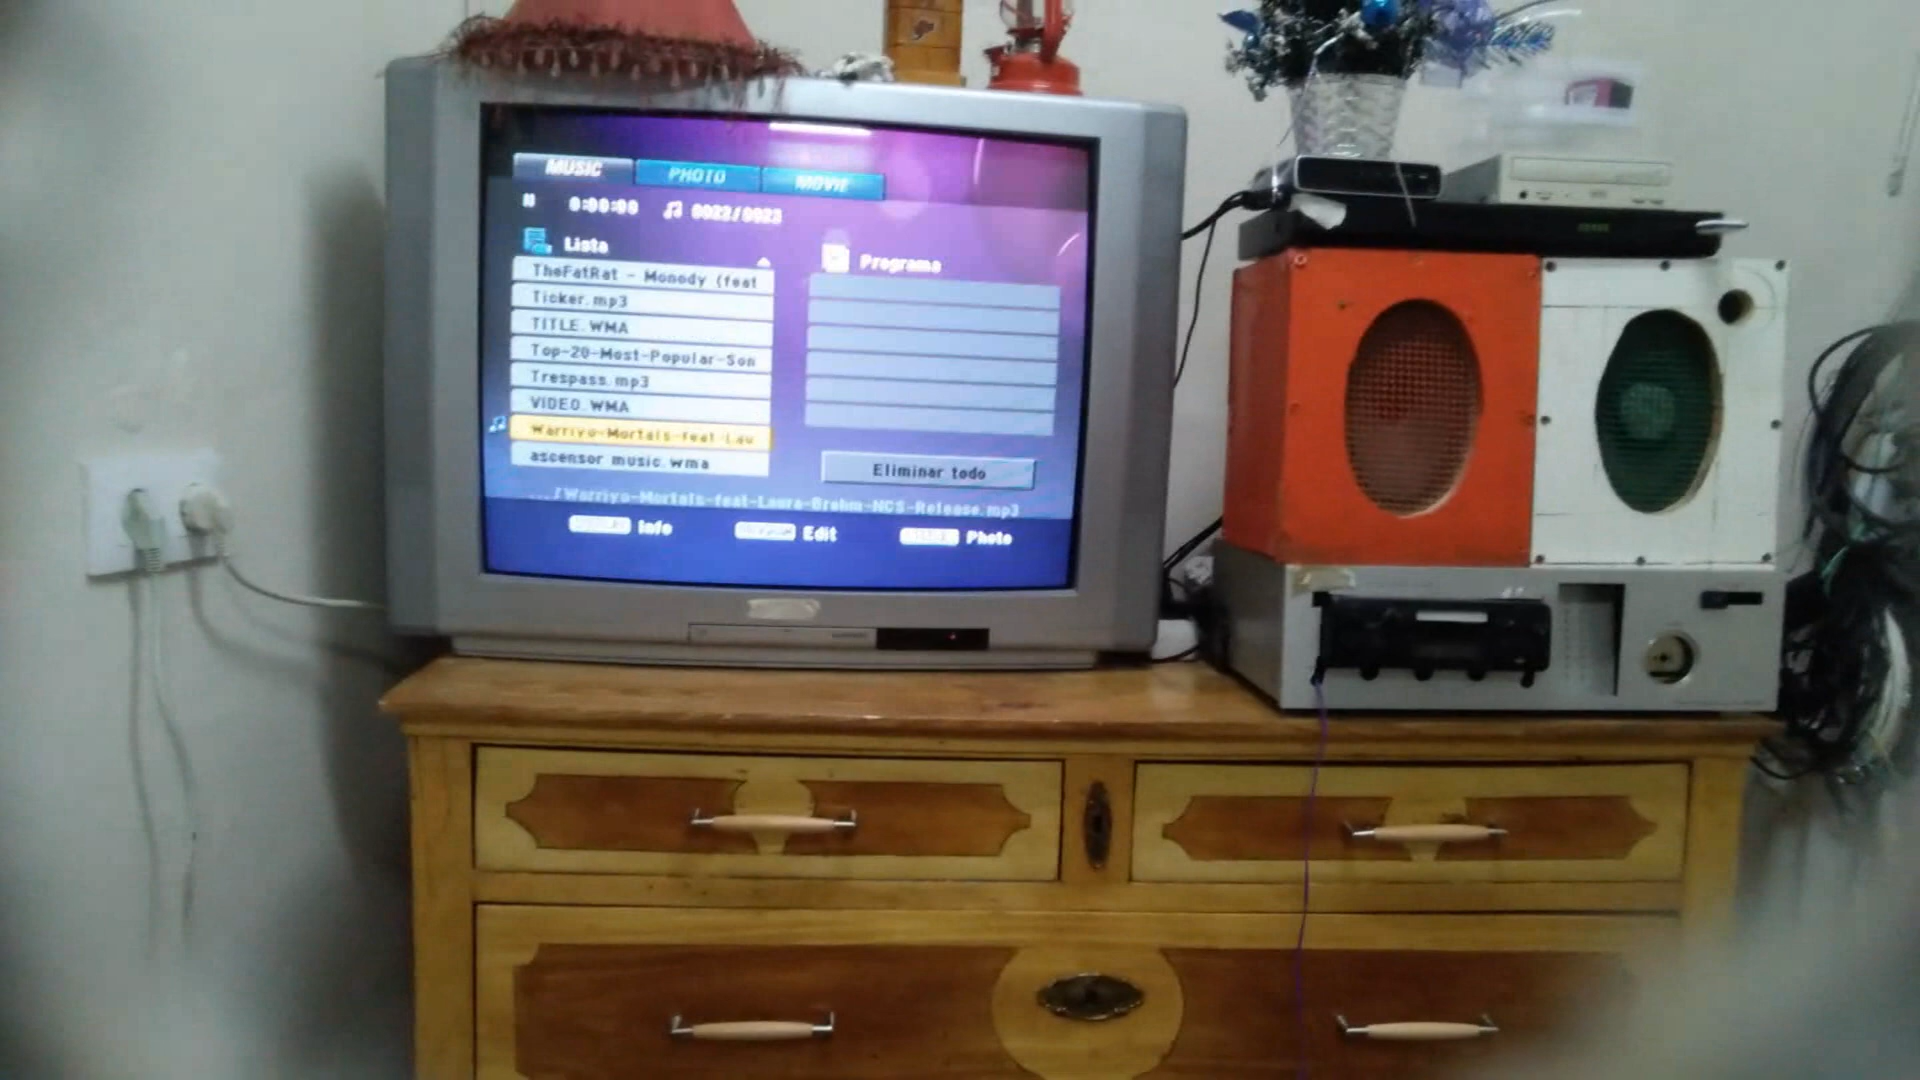 MUSIC PHOTO MOVIE
0:00:00 0023/0023
Lista
Programa
TheFatRat - Monody (feat
Ticker.mp3
TITLE.WMA
Top-20-Most-Popular-Son
Trespass.mp3
VIDEO.WMA
Warriyo-Mortals-feat-Lau
ascensor music.wma
Eliminar todo
.../Warriyo-Mortals-feat-Laura-Brehm-NCS-Release.mp3
Info Edit Photo